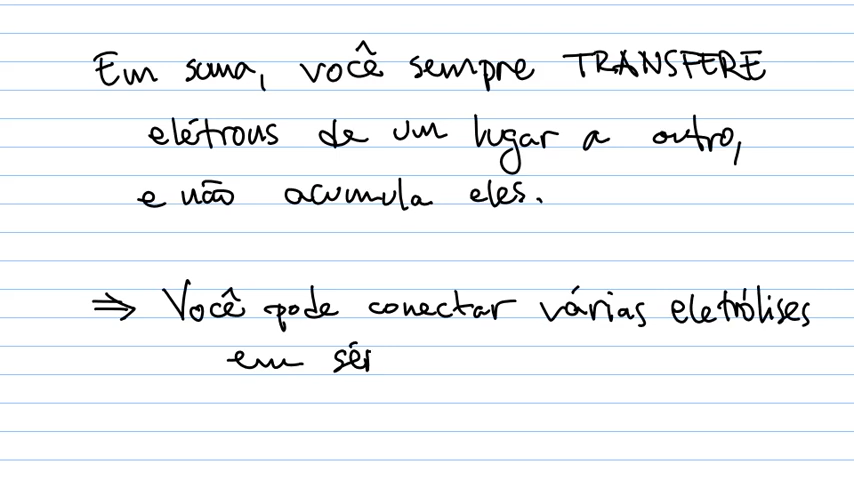 Em suma, você sempre TRANSFERE
elétrons de um lugar a outro,
e não acumula eles.
⇒ Você pode conectar várias eletrólises
em sér